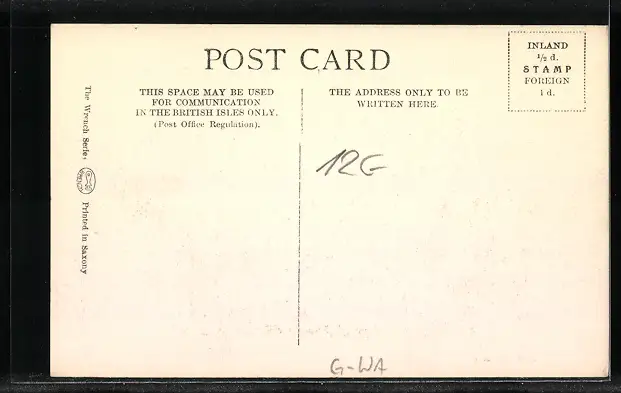 POST CARD
THIS SPACE MAY BE USED
FOR COMMUNICATION
IN THE BRITISH ISLES ONLY.
(Post Office Regulation).
THE ADDRESS ONLY TO BE
WRITTEN HERE.
INLAND
½ d.
STAMP
FOREIGN
1 d.
The Wrench Series
Printed in Saxony
12G
G-WA